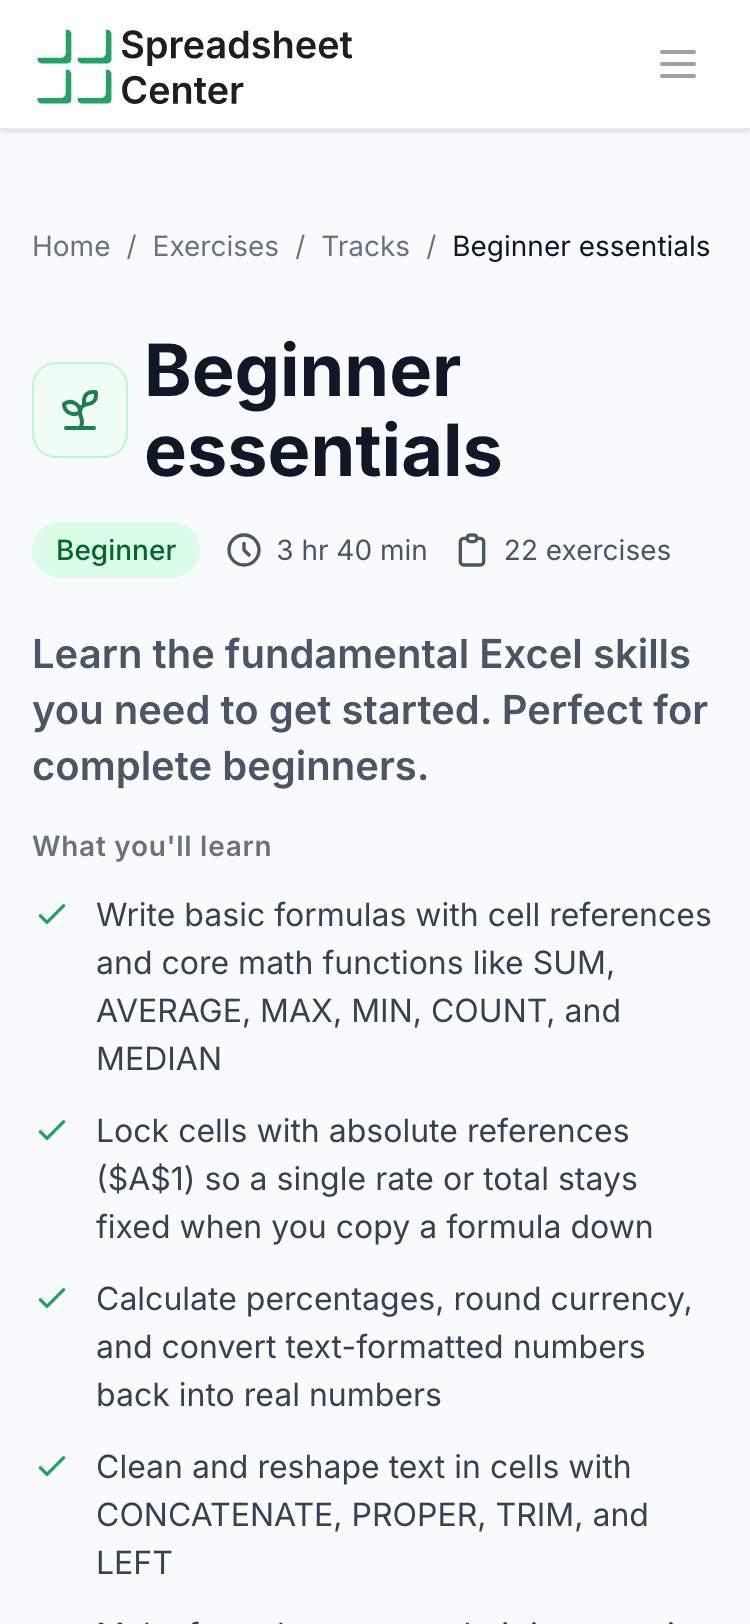 Spreadsheet
Center
Home / Exercises / Tracks / Beginner essentials
Beginner
essentials
Beginner 3 hr 40 min 22 exercises
Learn the fundamental Excel skills
you need to get started. Perfect for
complete beginners.
What you'll learn
Write basic formulas with cell references
and core math functions like SUM,
AVERAGE, MAX, MIN, COUNT, and
MEDIAN
Lock cells with absolute references
($A$1) so a single rate or total stays
fixed when you copy a formula down
Calculate percentages, round currency,
and convert text-formatted numbers
back into real numbers
Clean and reshape text in cells with
CONCATENATE, PROPER, TRIM, and
LEFT